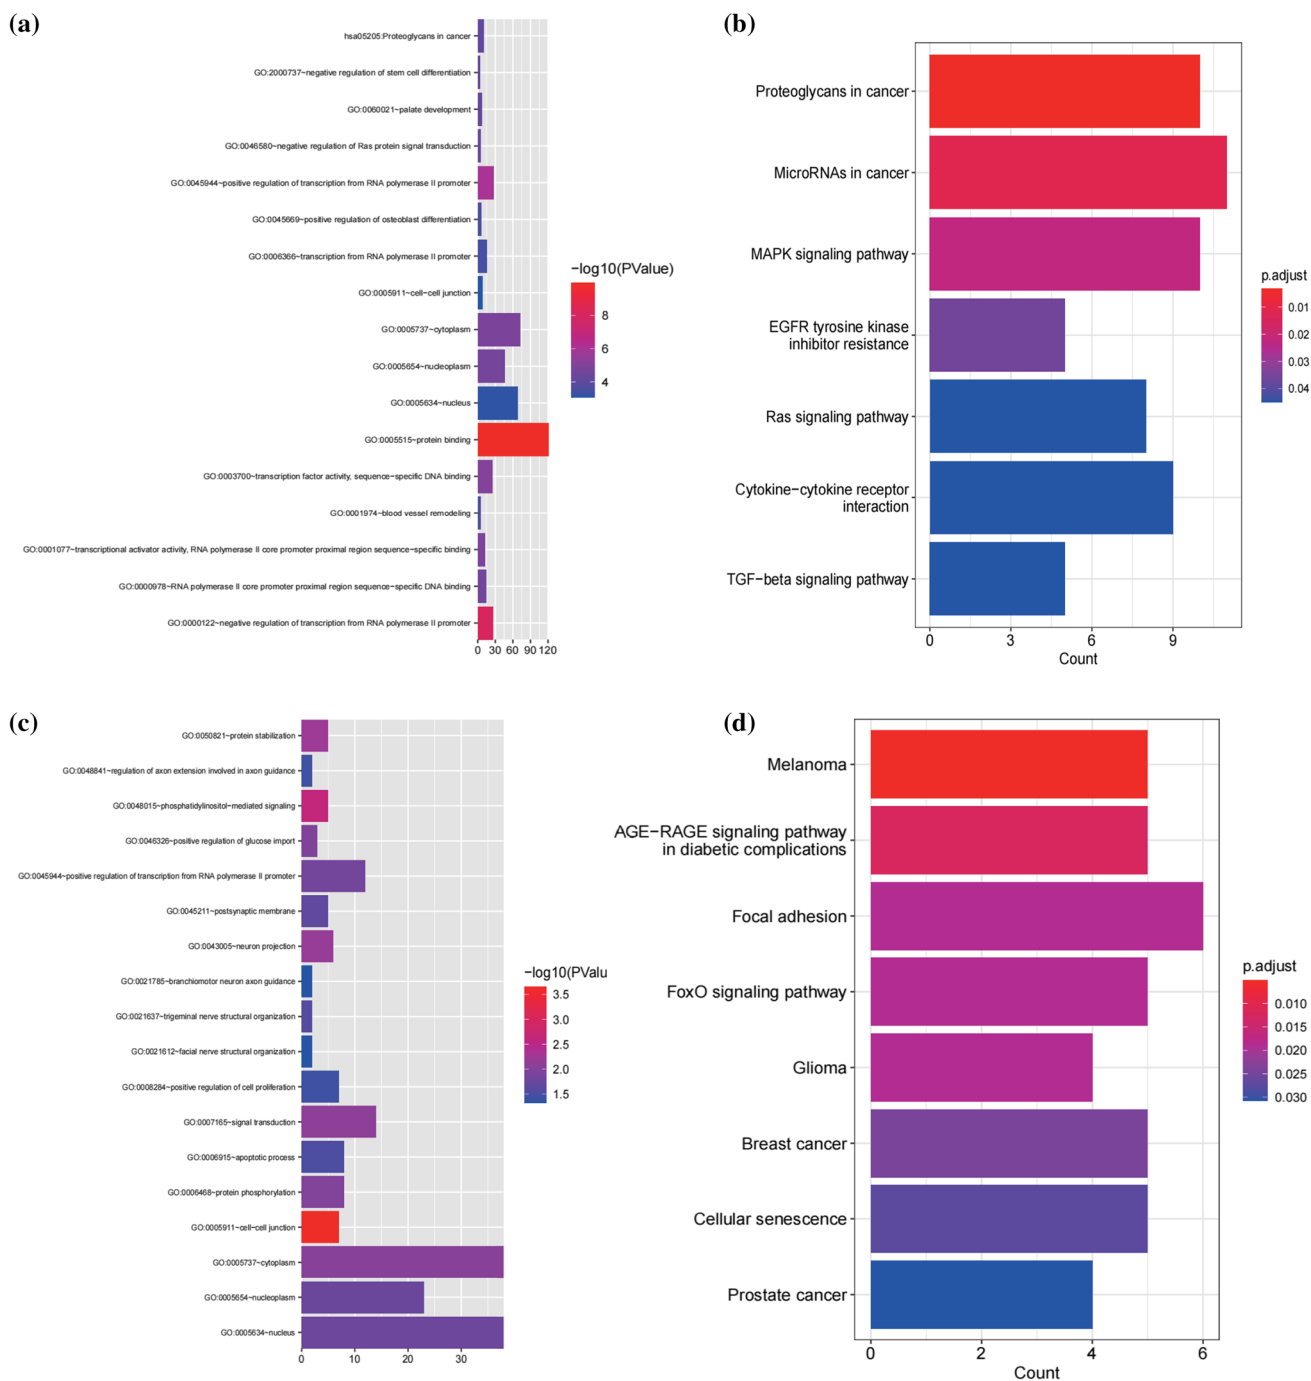 (a)
hsa05205:Proteoglycans in cancer
GO:2000737~negative regulation of stem cell differentiation
GO:0060021~palate development
GO:0046580~negative regulation of Ras protein signal transduction
GO:0045944~positive regulation of transcription from RNA polymerase II promoter
GO:0045669~positive regulation of osteoblast differentiation
GO:0006366~transcription from RNA polymerase II promoter
GO:0005911~cell-cell junction
GO:0005737~cytoplasm
GO:0005654~nucleoplasm
GO:0005634~nucleus
GO:0005515~protein binding
GO:0003700~transcription factor activity, sequence-specific DNA binding
GO:0001974~blood vessel remodeling
GO:0001077~transcriptional activator activity, RNA polymerase II core promoter proximal region sequence-specific binding
GO:0000978~RNA polymerase II core promoter proximal region sequence-specific DNA binding
GO:0000122~negative regulation of transcription from RNA polymerase II promoter
0 30 60 90 120
-log10(PValue)
8
6
4
(b)
Proteoglycans in cancer
MicroRNAs in cancer
MAPK signaling pathway
EGFR tyrosine kinase
inhibitor resistance
Ras signaling pathway
Cytokine-cytokine receptor
interaction
TGF-beta signaling pathway
0 3 6 9
Count
p.adjust
0.01
0.02
0.03
0.04
(c)
GO:0050821~protein stabilization
GO:0048841~regulation of axon extension involved in axon guidance
GO:0048015~phosphatidylinositol-mediated signaling
GO:0046326~positive regulation of glucose import
GO:0045944~positive regulation of transcription from RNA polymerase II promoter
GO:0045211~postsynaptic membrane
GO:0043005~neuron projection
GO:0021785~branchiomotor neuron axon guidance
GO:0021637~trigeminal nerve structural organization
GO:0021612~facial nerve structural organization
GO:0008284~positive regulation of cell proliferation
GO:0007165~signal transduction
GO:0006915~apoptotic process
GO:0006468~protein phosphorylation
GO:0005911~cell-cell junction
GO:0005737~cytoplasm
GO:0005654~nucleoplasm
GO:0005634~nucleus
0 10 20 30
-log10(PValu
3.5
3.0
2.5
2.0
1.5
(d)
Melanoma
AGE-RAGE signaling pathway
in diabetic complications
Focal adhesion
FoxO signaling pathway
Glioma
Breast cancer
Cellular senescence
Prostate cancer
0 2 4 6
Count
p.adjust
0.010
0.015
0.020
0.025
0.030